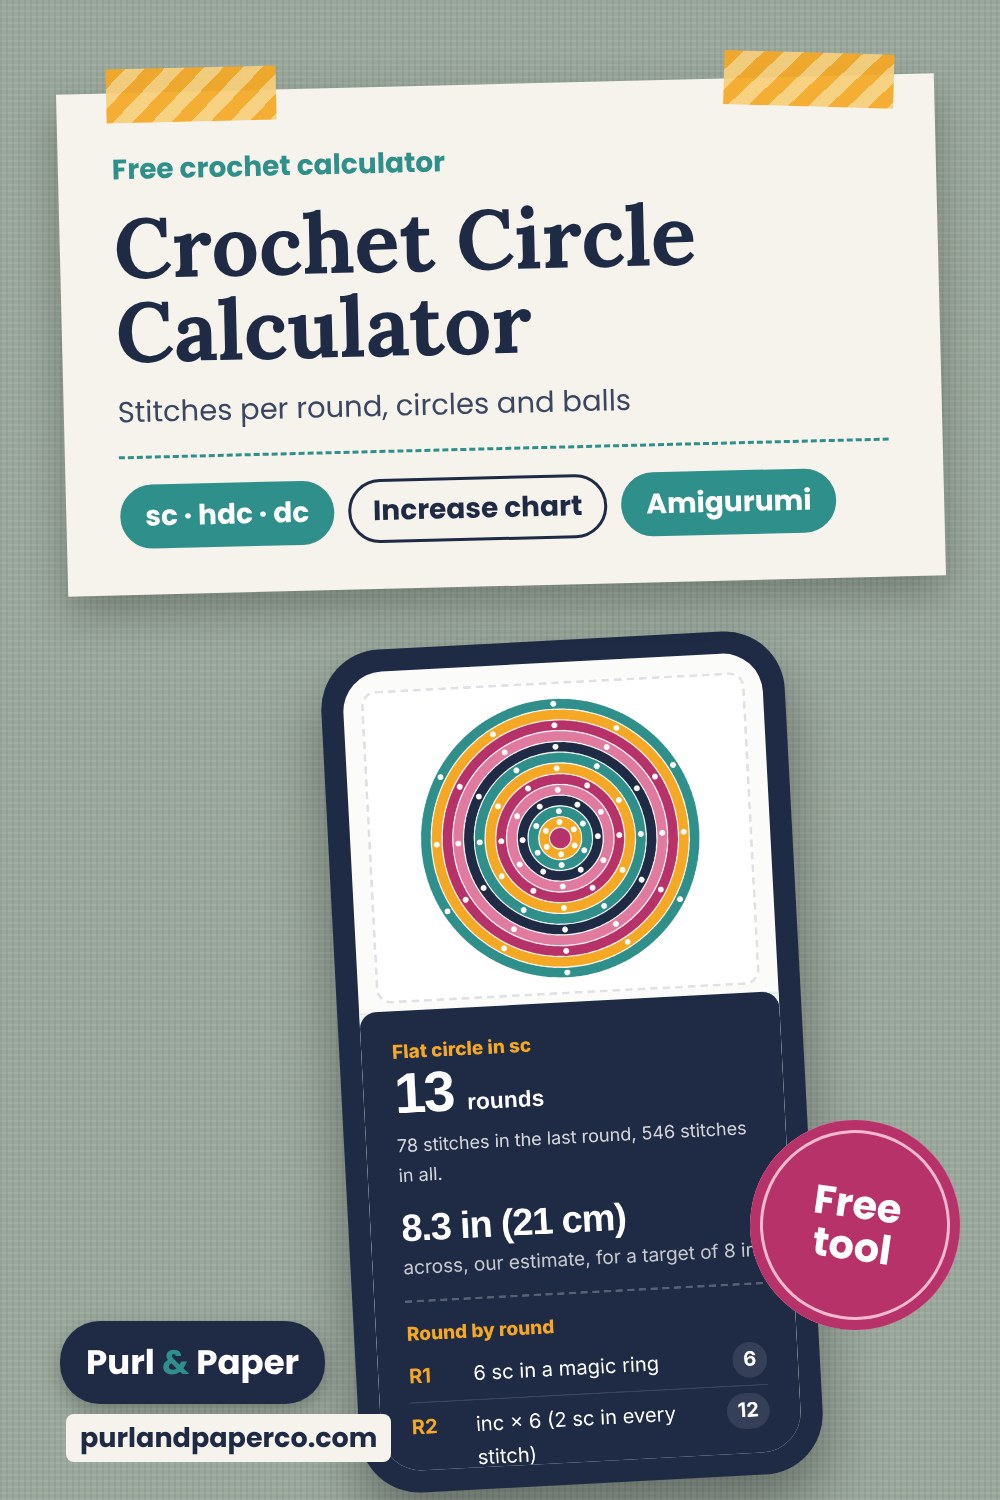 Free crochet calculator
Crochet Circle
Calculator
Stitches per round, circles and balls
sc · hdc · dc
Increase chart
Amigurumi
Flat circle in sc
13 rounds
78 stitches in the last round, 546 stitches
in all.
8.3 in (21 cm)
across, our estimate, for a target of 8 in
Round by round
R1 6 sc in a magic ring 6
R2 inc × 6 (2 sc in every 12
stitch)
Free
tool
Purl & Paper
purlandpaperco.com